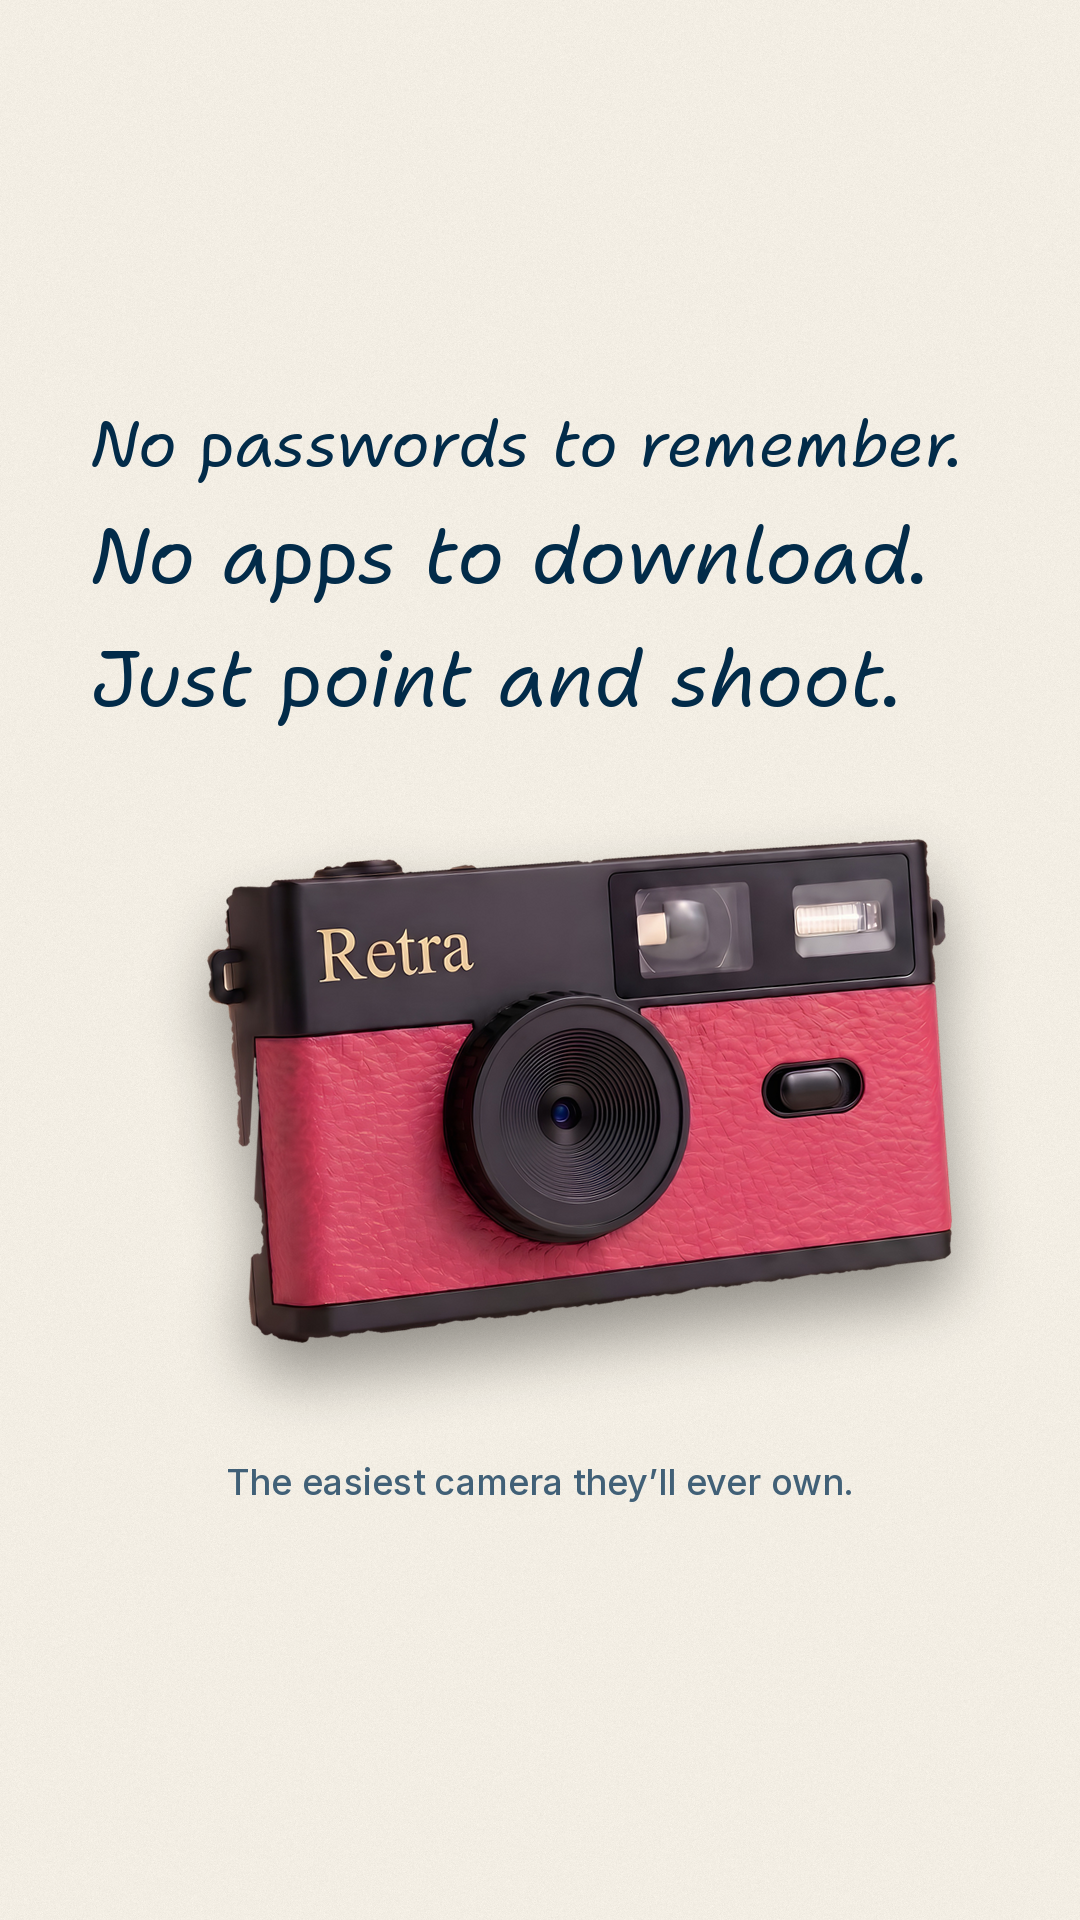 No passwords to remember.
No apps to download.
Just point and shoot.
Retra
The easiest camera they’ll ever own.